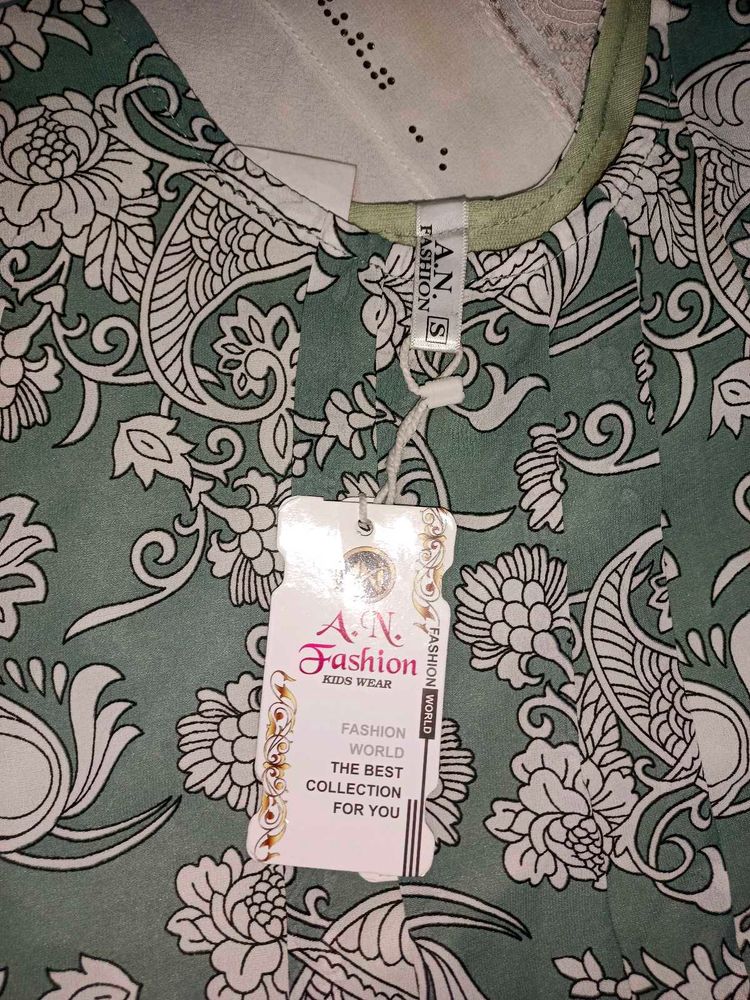 A.N.
FASHION
S
A.N.
Fashion
KIDS WEAR
FASHION
WORLD
THE BEST
COLLECTION
FOR YOU
FASHION WORLD